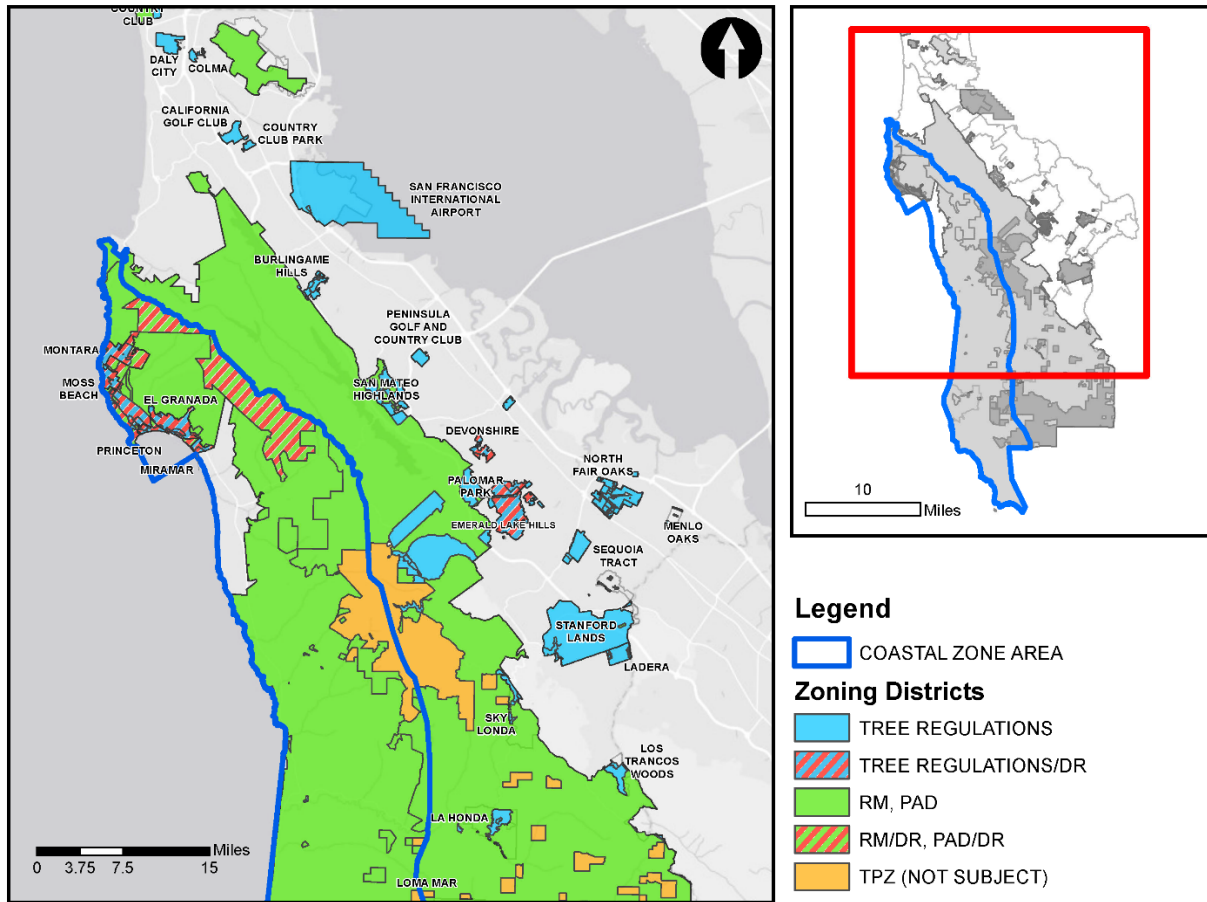 COUNTRY
CLUB
DALY
CITY
COLMA
CALIFORNIA
GOLF CLUB
COUNTRY
CLUB PARK
SAN FRANCISCO
INTERNATIONAL
AIRPORT
BURLINGAME
HILLS
PENINSULA
GOLF AND
COUNTRY CLUB
MONTARA
MOSS
BEACH
SAN MATEO
HIGHLANDS
EL GRANADA
DEVONSHIRE
PRINCETON
MIRAMAR
NORTH
FAIR OAKS
PALOMAR
PARK
EMERALD LAKE HILLS
MENLO
OAKS
SEQUOIA
TRACT
STANFORD
LANDS
LADERA
SKY
LONDA
LOS
TRANCOS
WOODS
LA HONDA
LOMA MAR
Miles
0 3.75 7.5 15
10
Miles
Legend
COASTAL ZONE AREA
Zoning Districts
TREE REGULATIONS
TREE REGULATIONS/DR
RM, PAD
RM/DR, PAD/DR
TPZ (NOT SUBJECT)